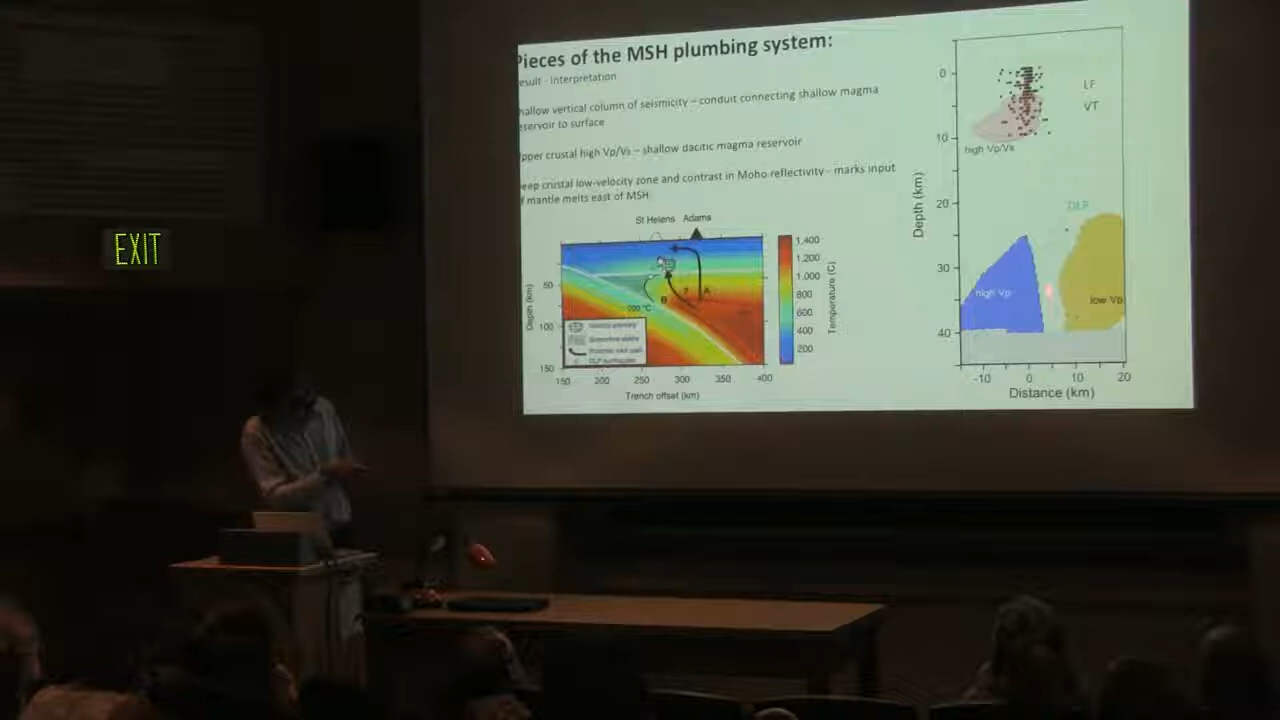 Pieces of the MSH plumbing system:
esult - Interpretation
hallow vertical column of seismicity – conduit connecting shallow magma
eservoir to surface
pper crustal high Vp/Vs – shallow dacitic magma reservoir
eep crustal low-velocity zone and contrast in Moho reflectivity - marks input
f mantle melts east of MSH
St Helens Adams
50
100
150
Depth (km)
A
B
?
DLP earthquake
150 200 250 300 350 400
Trench offset (km)
1,400
1,200
1,000
800
600
400
200
Temperature (C)
0
10
20
30
40
Depth (km)
LF
VT
high Vp/Vs
DLP
high Vp
low Vp
-10 0 10 20
Distance (km)
EXIT